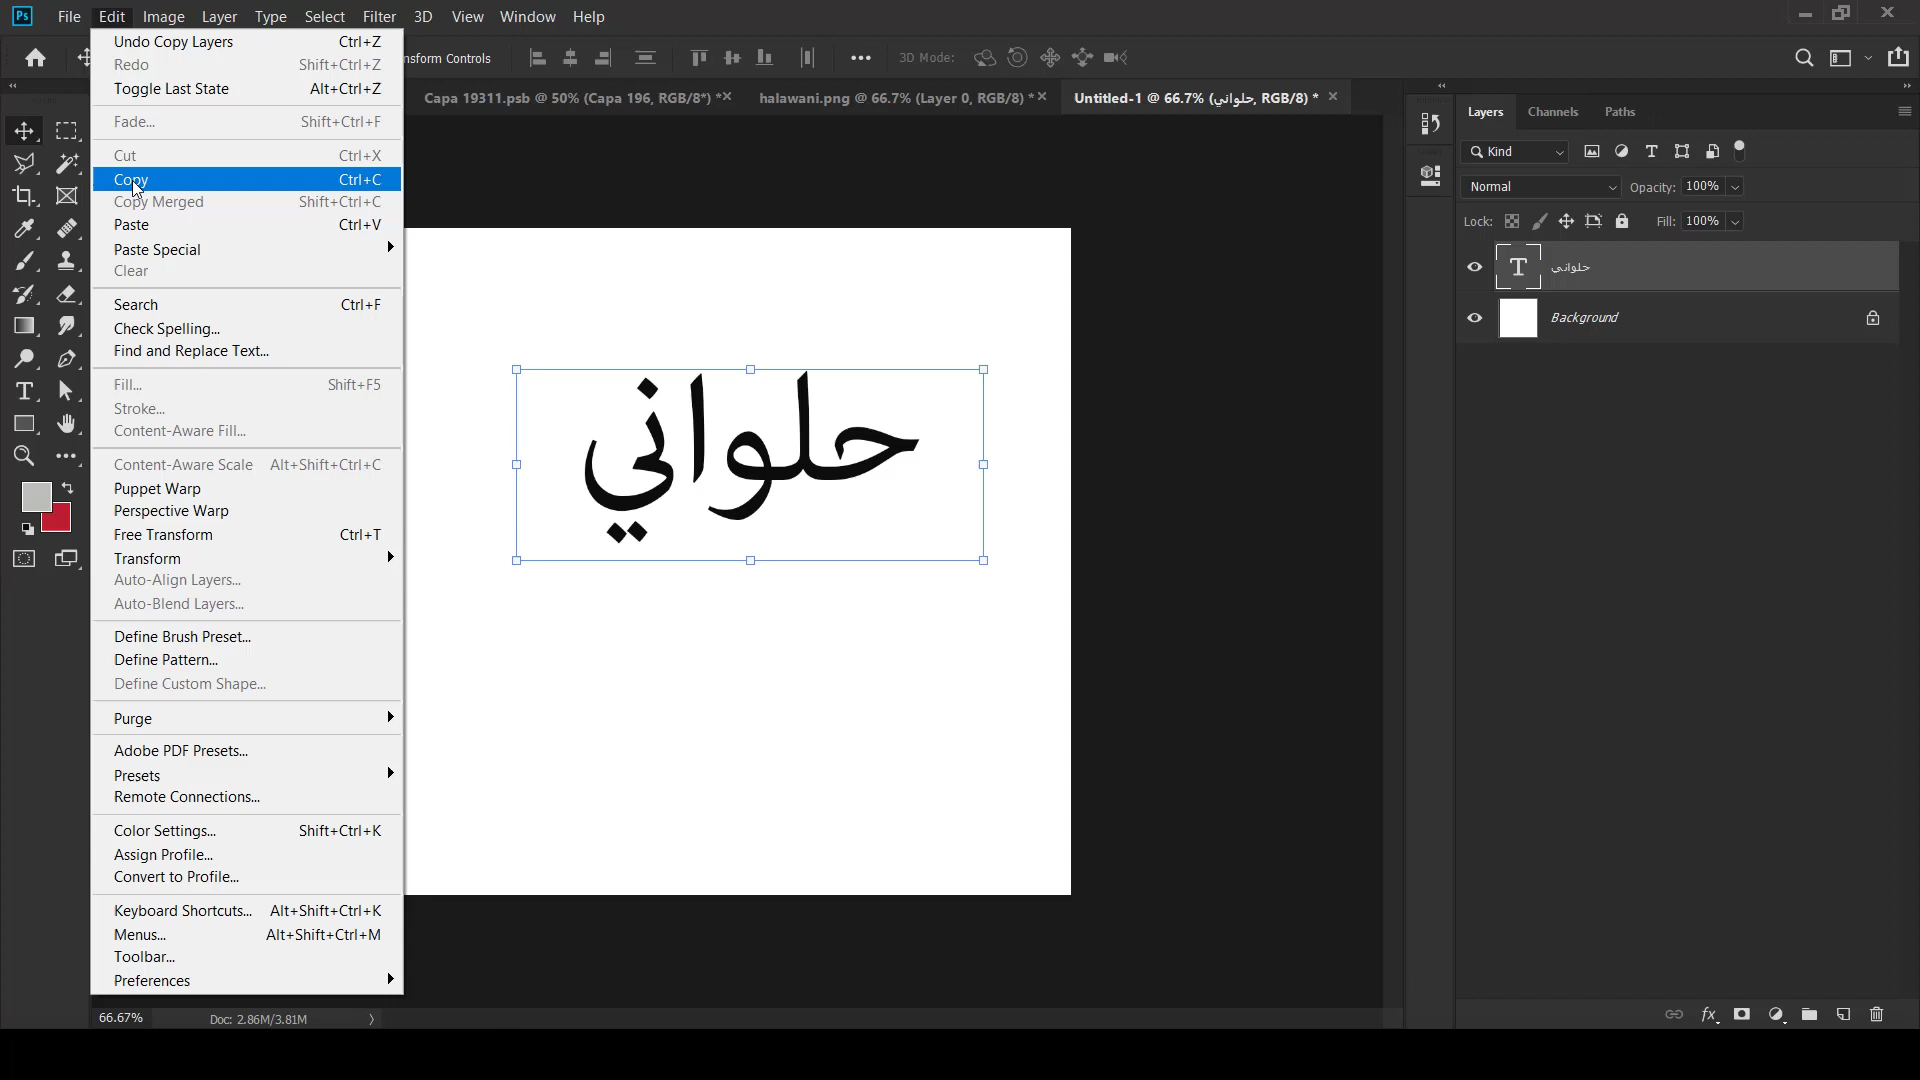 Ps File Edit Image Layer Type Select Filter 3D View Window Help
nsform Controls 3D Mode:
Capa 19311.psb @ 50% (Capa 196, RGB/8*) *
halawani.png @ 66.7% (Layer 0, RGB/8) *
Untitled-1 @ 66.7% (حلواني, RGB/8) *
Undo Copy Layers Ctrl+Z
Redo Shift+Ctrl+Z
Toggle Last State Alt+Ctrl+Z
Fade... Shift+Ctrl+F
Cut Ctrl+X
Copy Ctrl+C
Copy Merged Shift+Ctrl+C
Paste Ctrl+V
Paste Special
Clear
Search Ctrl+F
Check Spelling...
Find and Replace Text...
Fill... Shift+F5
Stroke...
Content-Aware Fill...
Content-Aware Scale Alt+Shift+Ctrl+C
Puppet Warp
Perspective Warp
Free Transform Ctrl+T
Transform
Auto-Align Layers...
Auto-Blend Layers...
Define Brush Preset...
Define Pattern...
Define Custom Shape...
Purge
Adobe PDF Presets...
Presets
Remote Connections...
Color Settings... Shift+Ctrl+K
Assign Profile...
Convert to Profile...
Keyboard Shortcuts... Alt+Shift+Ctrl+K
Menus... Alt+Shift+Ctrl+M
Toolbar...
Preferences
حلواني
66.67% Doc: 2.86M/3.81M
Layers Channels Paths
Kind
Normal Opacity: 100%
Lock: Fill: 100%
حلواني
Background